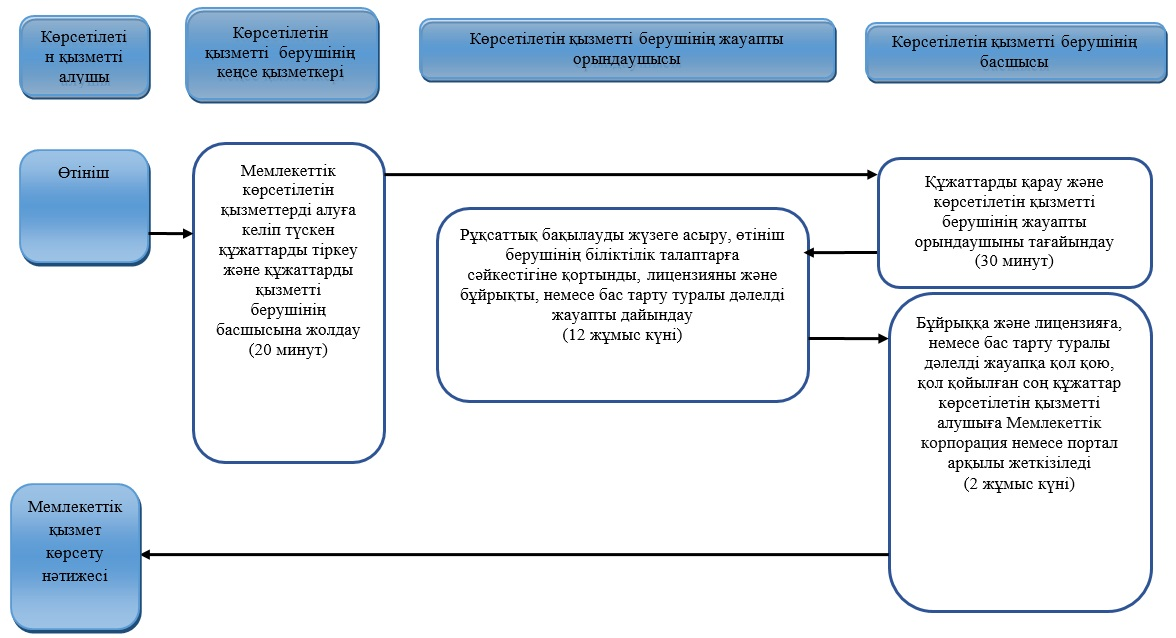 Көрсетілеті
н қызметті
алушы
Көрсетілетін
қызметті берушінің
кеңсе қызметкері
Көрсетілетін қызметті берушінің жауапты
орындаушысы
Көрсетілетін қызметті берушінің
басшысы
Өтініш
Мемлекеттік
көрсетілетін
қызметтерді алуға
келіп түскен
құжаттарды тіркеу
және құжаттарды
қызметті
берушінің
басшысына жолдау
(20 минут)
Рұқсаттық бақылауды жүзеге асыру, өтініш
берушінің біліктілік талаптарға
сәйкестігіне қортынды, лицензияны және
бұйрықты, немесе бас тарту туралы дәлелді
жауапты дайындау
(12 жұмыс күні)
Құжаттарды қарау және
көрсетілетін қызметті
берушінің жауапты
орындаушыны тағайындау
(30 минут)
Бұйрыққа және лицензияға,
немесе бас тарту туралы
дәлелді жауапқа қол қою,
қол қойылған соң құжаттар
көрсетілетін қызметті
алушыға Мемлекеттік
корпорация немесе портал
арқылы жеткізіледі
(2 жұмыс күні)
Мемлекеттік
қызмет
көрсету
нәтижесі